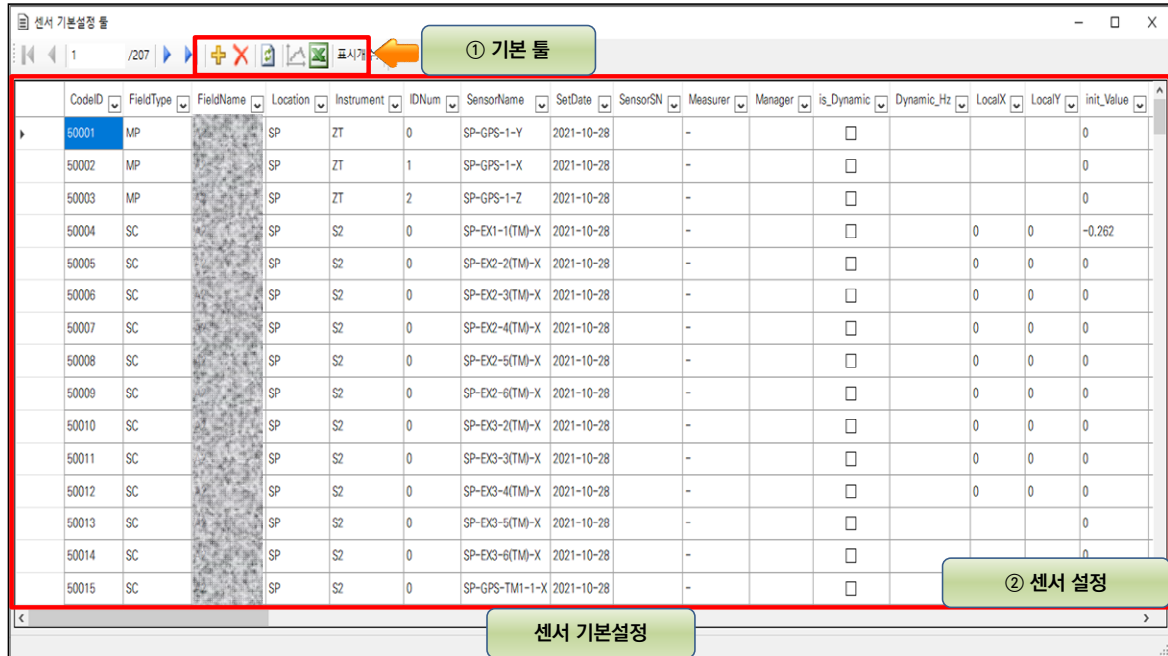 센서 기본설정 툴
1 /207 표시개수 ① 기본 툴
CodeID FieldType FieldName Location Instrument IDNum SensorName SetDate SensorSN Measurer Manager is_Dynamic Dynamic_Hz LocalX LocalY init_Value
50001 MP SP ZT 0 SP-GPS-1-Y 2021-10-28 - 0
50002 MP SP ZT 1 SP-GPS-1-X 2021-10-28 - 0
50003 MP SP ZT 2 SP-GPS-1-Z 2021-10-28 - 0
50004 SC SP S2 0 SP-EX1-1(TM)-X 2021-10-28 - 0 0 -0.262
50005 SC SP S2 0 SP-EX2-2(TM)-X 2021-10-28 - 0 0 0
50006 SC SP S2 0 SP-EX2-3(TM)-X 2021-10-28 - 0 0 0
50007 SC SP S2 0 SP-EX2-4(TM)-X 2021-10-28 - 0 0 0
50008 SC SP S2 0 SP-EX2-5(TM)-X 2021-10-28 - 0 0 0
50009 SC SP S2 0 SP-EX2-6(TM)-X 2021-10-28 - 0 0 0
50010 SC SP S2 0 SP-EX3-2(TM)-X 2021-10-28 - 0 0 0
50011 SC SP S2 0 SP-EX3-3(TM)-X 2021-10-28 - 0 0 0
50012 SC SP S2 0 SP-EX3-4(TM)-X 2021-10-28 - 0 0 0
50013 SC SP S2 0 SP-EX3-5(TM)-X 2021-10-28 - 0
50014 SC SP S2 0 SP-EX3-6(TM)-X 2021-10-28 - 0
50015 SC SP S2 0 SP-GPS-TM1-1-X 2021-10-28 -
② 센서 설정
센서 기본설정